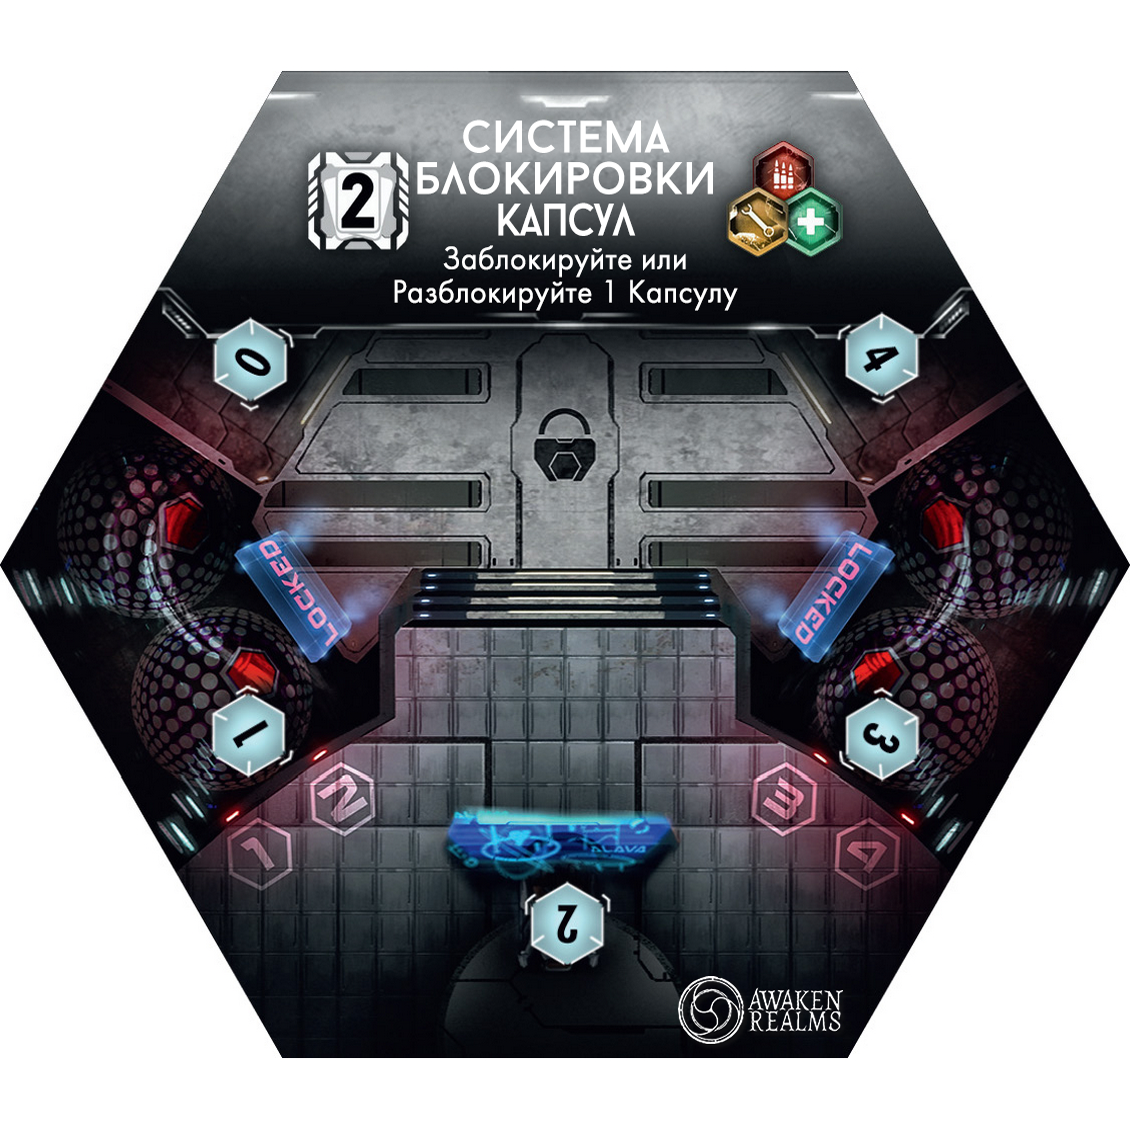 СИСТЕМА
2 БЛОКИРОВКИ
КАПСУЛ
Заблокируйте или
Разблокируйте 1 Капсулу
0
4
LOCKED
LOCKED
1
3
2
3
1
4
2
AWAKEN
REALMS